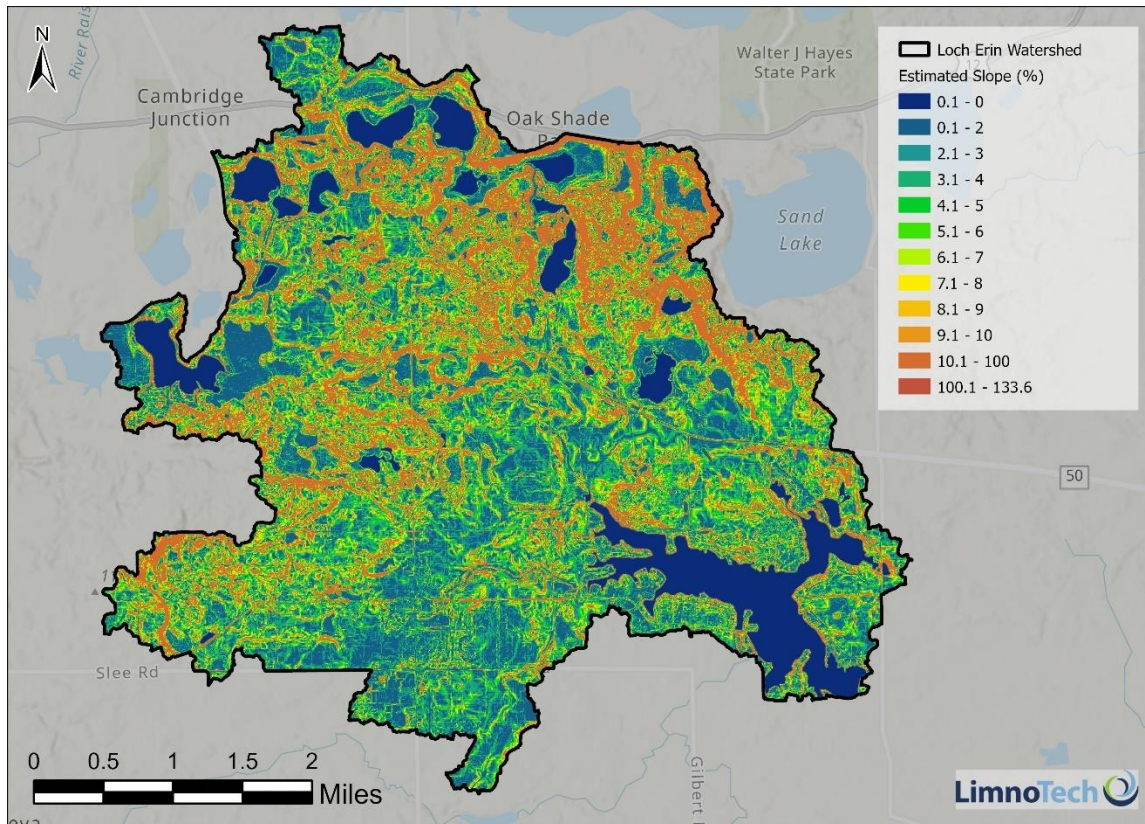 N
River Rais
Cambridge
Junction
Walter J Hayes
State Park
12
Oak Shade
Pa
Sand
Lake
50
Slee Rd
Gilbert
Loch Erin Watershed
Estimated Slope (%)
0.1 - 0
0.1 - 2
2.1 - 3
3.1 - 4
4.1 - 5
5.1 - 6
6.1 - 7
7.1 - 8
8.1 - 9
9.1 - 10
10.1 - 100
100.1 - 133.6
0 0.5 1 1.5 2
Miles
LimnoTech